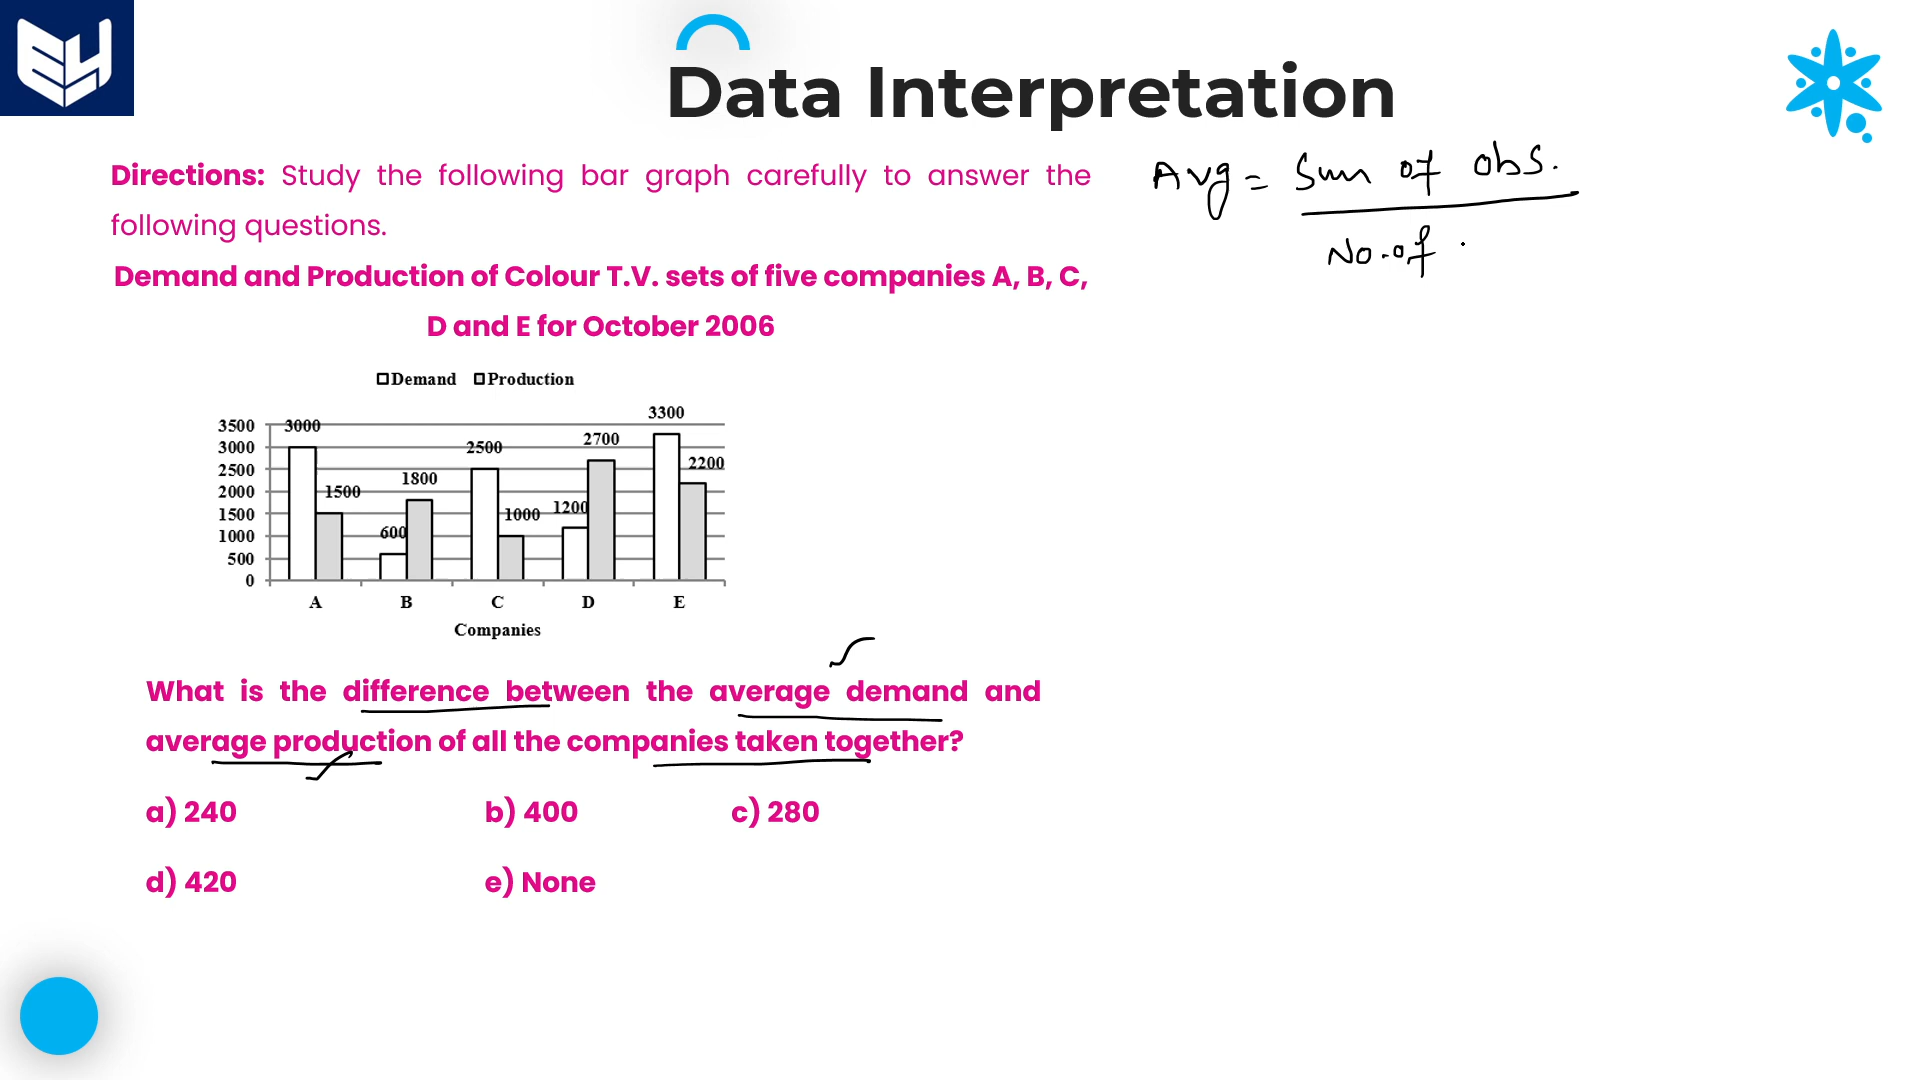 EY
Data Interpretation
Directions: Study the following bar graph carefully to answer the
following questions.
Avg = Sum of obs.
No. of .
Demand and Production of Colour T.V. sets of five companies A, B, C,
D and E for October 2006
Demand Production
3500 3000 2500 2000 1500 1000 500 0
3000 1500 600 1800 2500 1000 1200 2700 3300 2200
A B C D E
Companies
What is the difference between the average demand and
average production of all the companies taken together?
a) 240 b) 400 c) 280
d) 420 e) None